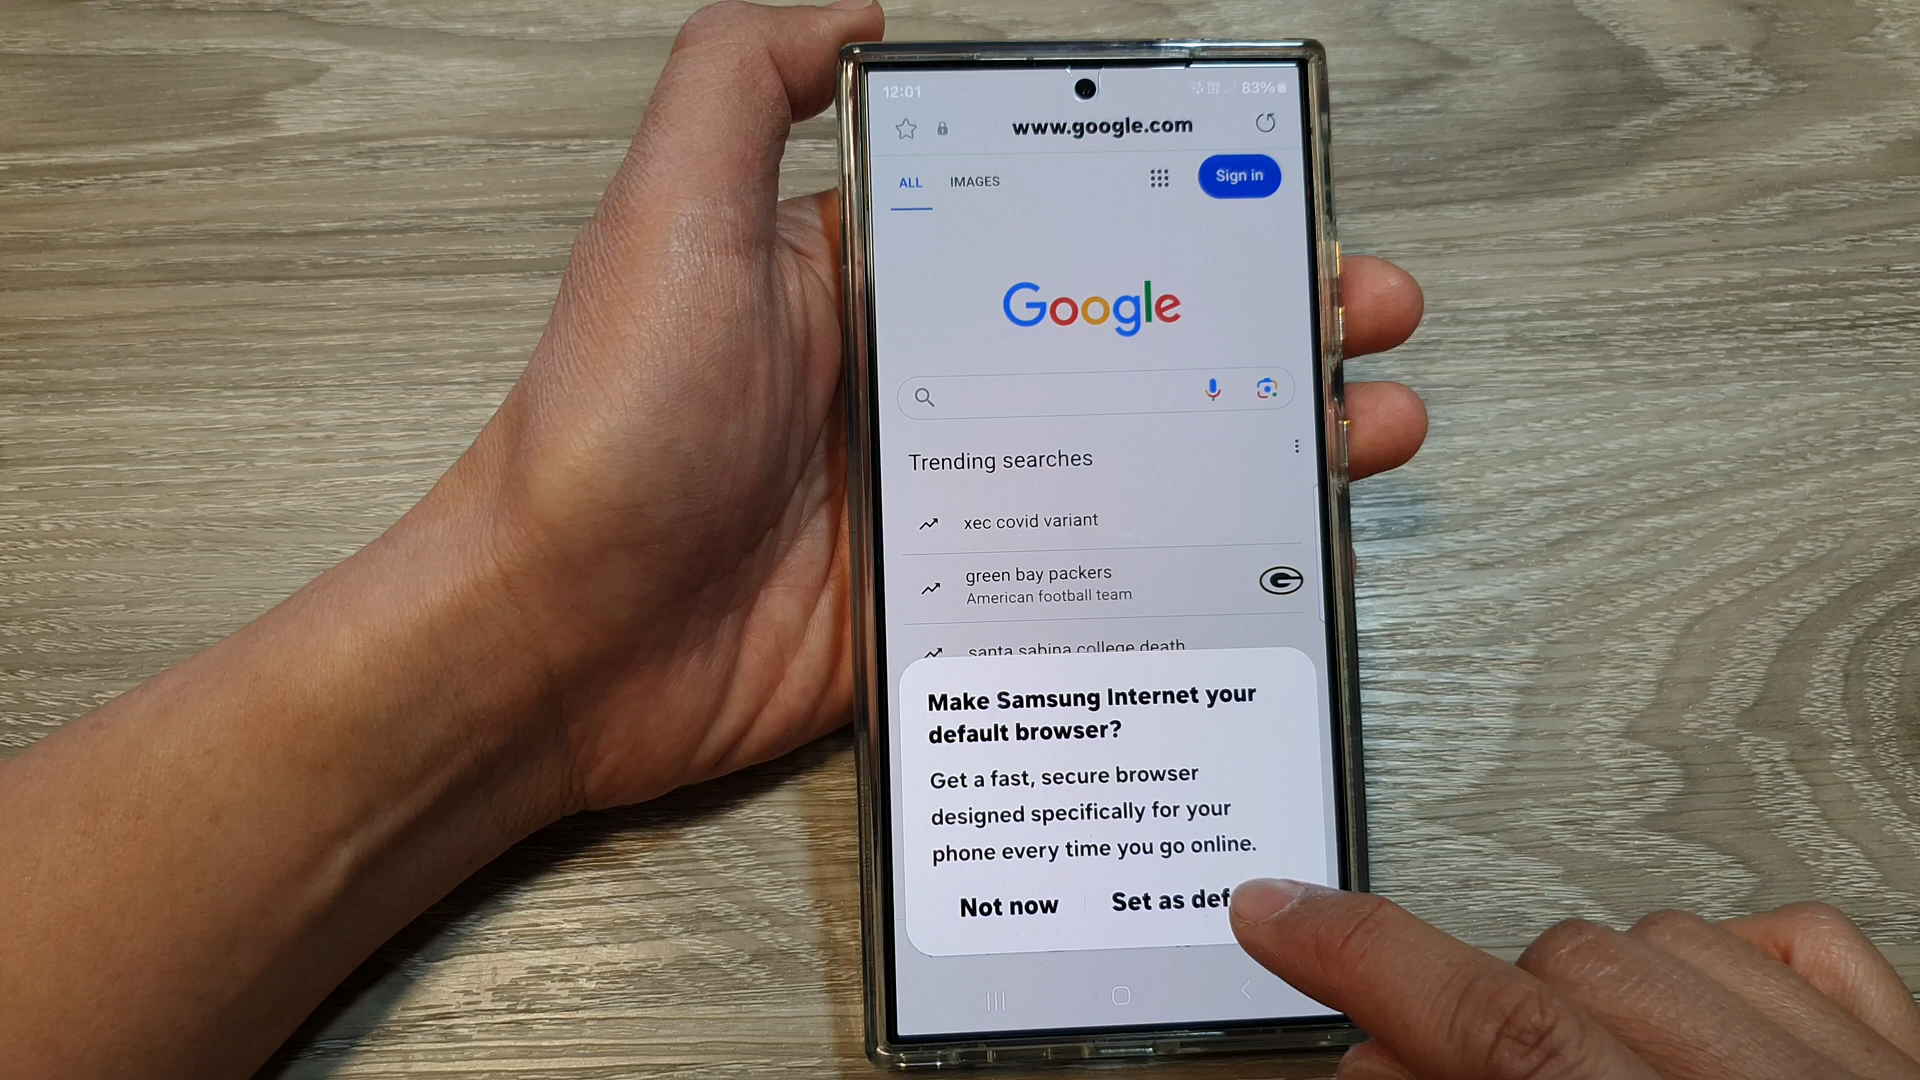 12:01
83%
www.google.com
ALL IMAGES
Sign in
Google
Trending searches
xec covid variant
green bay packers
American football team
santa sabina college death
Make Samsung Internet your
default browser?
Get a fast, secure browser
designed specifically for your
phone every time you go online.
Not now
Set as def